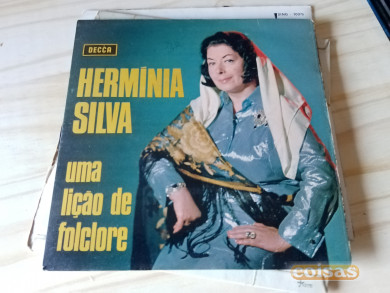 DECCA
HERMÍNIA
SILVA
uma
lição de
folclore
coisas